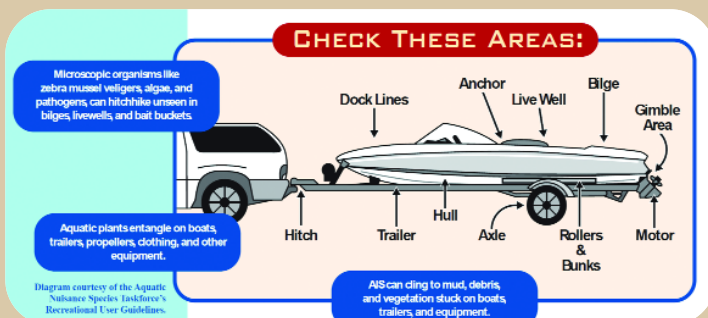 CHECK THESE AREAS:
Microscopic organisms like
zebra mussel veligers, algae, and
pathogens, can hitchhike unseen in
bilges, livewells, and bait buckets.
Dock Lines
Anchor
Live Well
Bilge
Gimble
Area
Aquatic plants entangle on boats,
trailers, propellers, clothing, and other
equipment.
Hitch
Trailer
Hull
Axle
Rollers
&
Bunks
Motor
Diagram courtesy of the Aquatic
Nuisance Species Taskforce's
Recreational User Guidelines.
AIS can cling to mud, debris,
and vegetation stuck on boats,
trailers, and equipment.